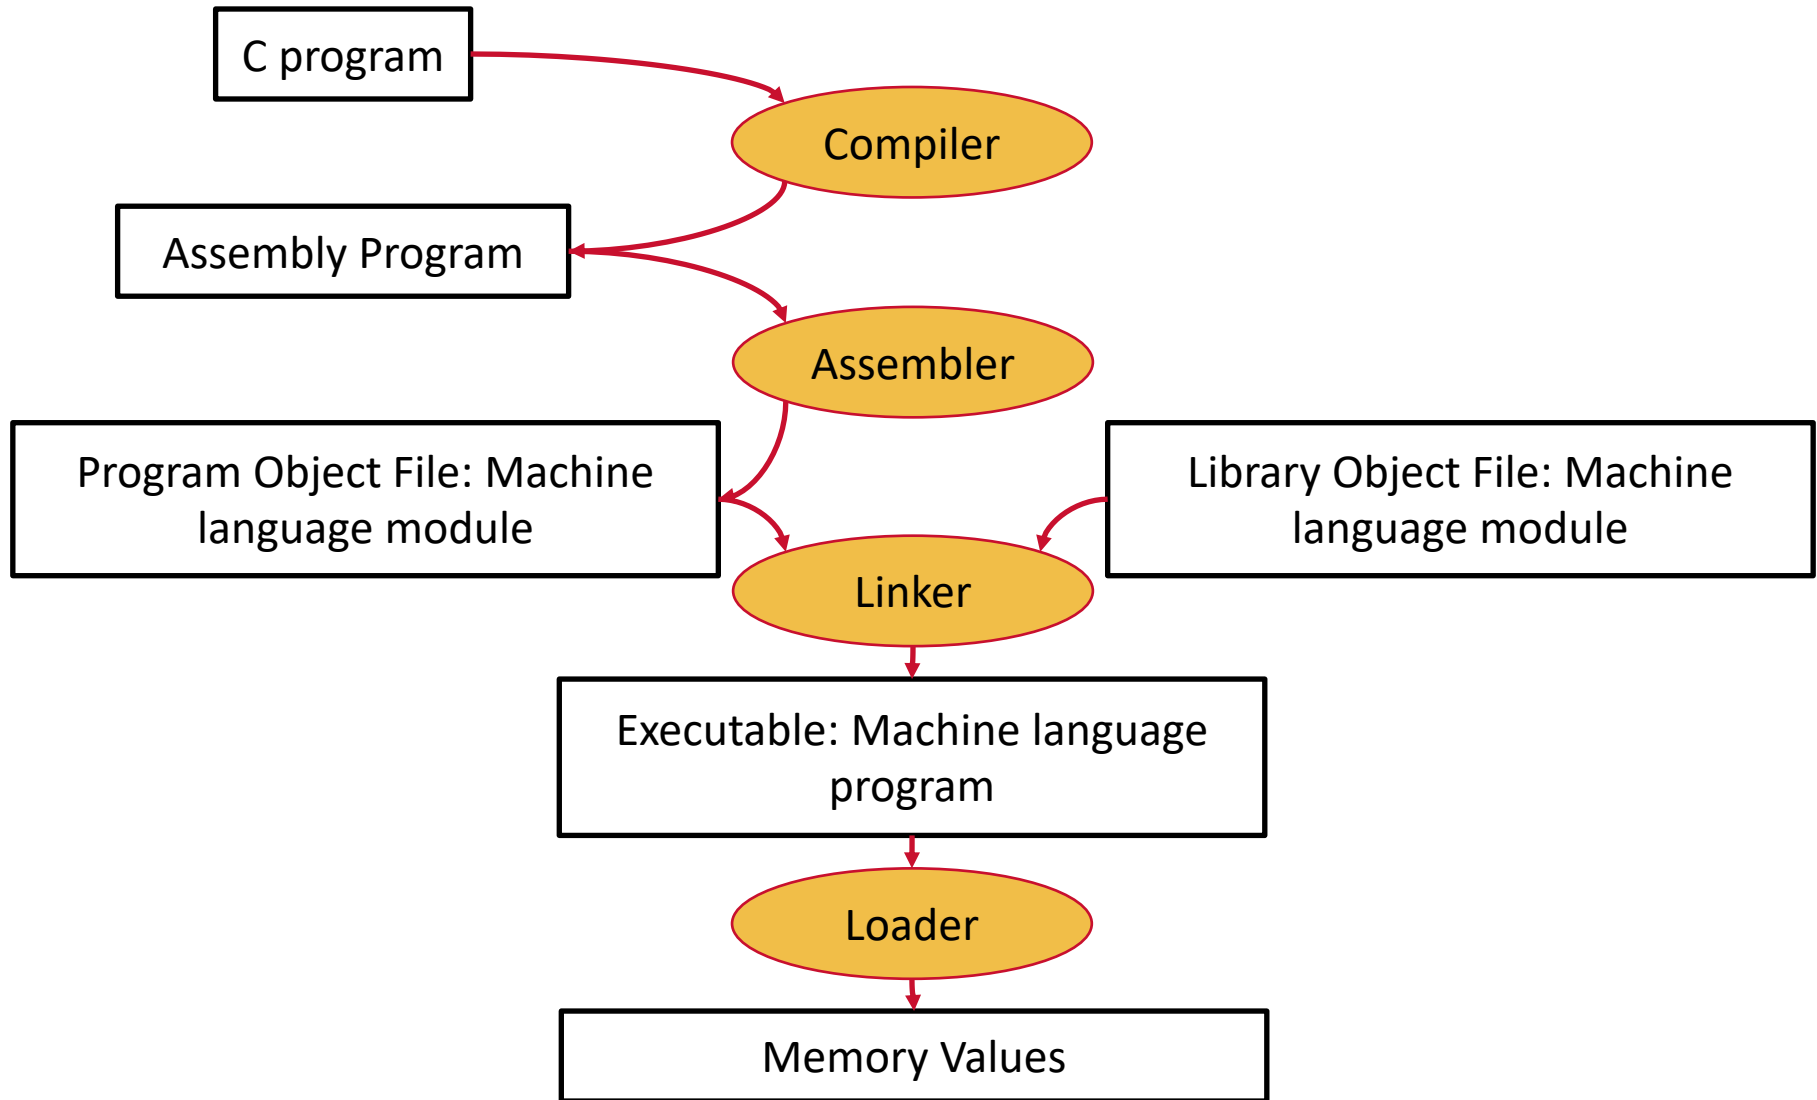 C program
Compiler
Assembly Program
Assembler
Program Object File: Machine
language module
Library Object File: Machine
language module
Linker
Executable: Machine language
program
Loader
Memory Values